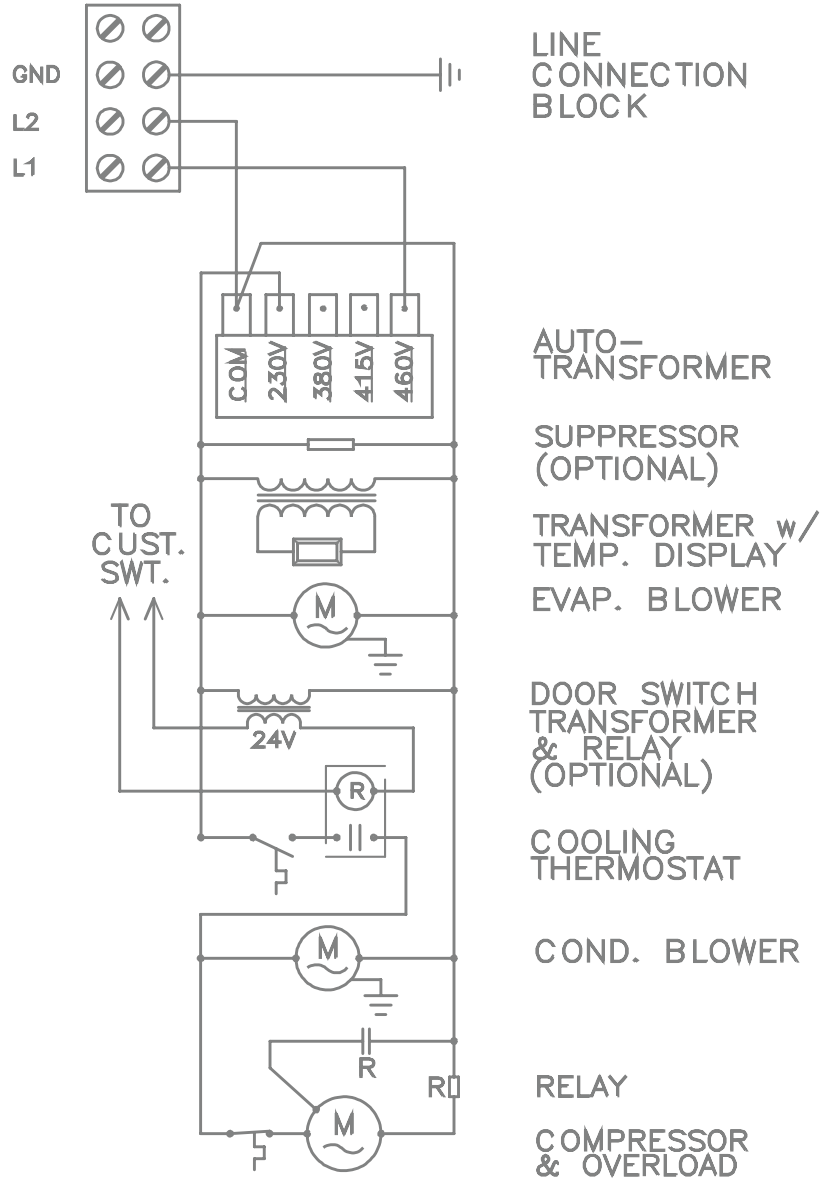 LINE
CONNECTION
BLOCK
GND
L2
L1
COM
230V
380V
415V
460V
AUTO-
TRANSFORMER
SUPPRESSOR
(OPTIONAL)
TO
CUST.
SWT.
TRANSFORMER w/
TEMP. DISPLAY
M
EVAP. BLOWER
DOOR SWITCH
TRANSFORMER
& RELAY
(OPTIONAL)
24V
R
COOLING
THERMOSTAT
M
COND. BLOWER
R
R
RELAY
M
COMPRESSOR
& OVERLOAD